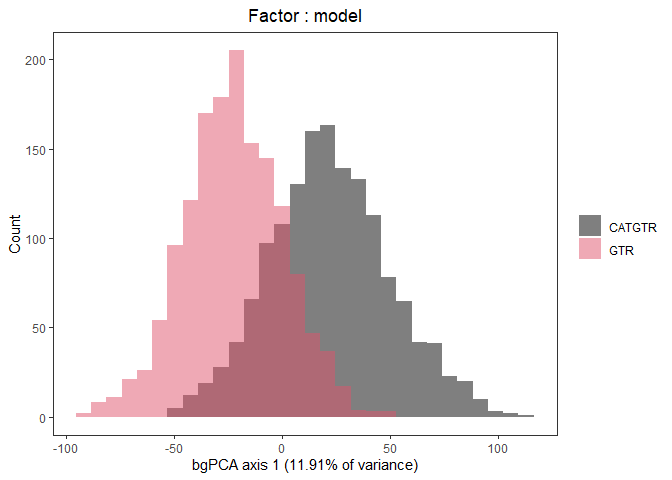 Factor : model
Count
200
150
100
50
0
-100
-50
0
50
100
bgPCA axis 1 (11.91% of variance)
CATGTR
GTR